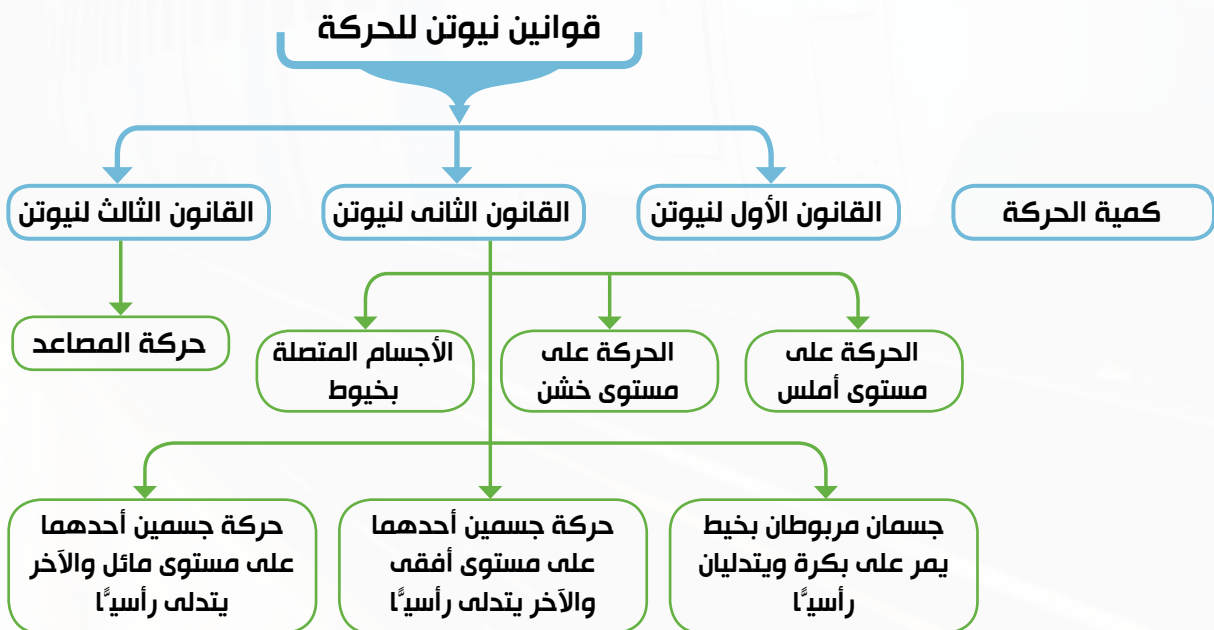 قوانين نيوتن للحركة
كمية الحركة
القانون الأول لنيوتن
القانون الثانى لنيوتن
القانون الثالث لنيوتن
الحركة على
مستوى أملس
الحركة على
مستوى خشن
الأجسام المتصلة
بخيوط
حركة المصاعد
جسمان مربوطان بخيط
يمر على بكرة ويتدليان
رأسيًّا
حركة جسمين أحدهما
على مستوى أفقى
والآخر يتدلى رأسيًّا
حركة جسمين أحدهما
على مستوى مائل والآخر
يتدلى رأسيًّا